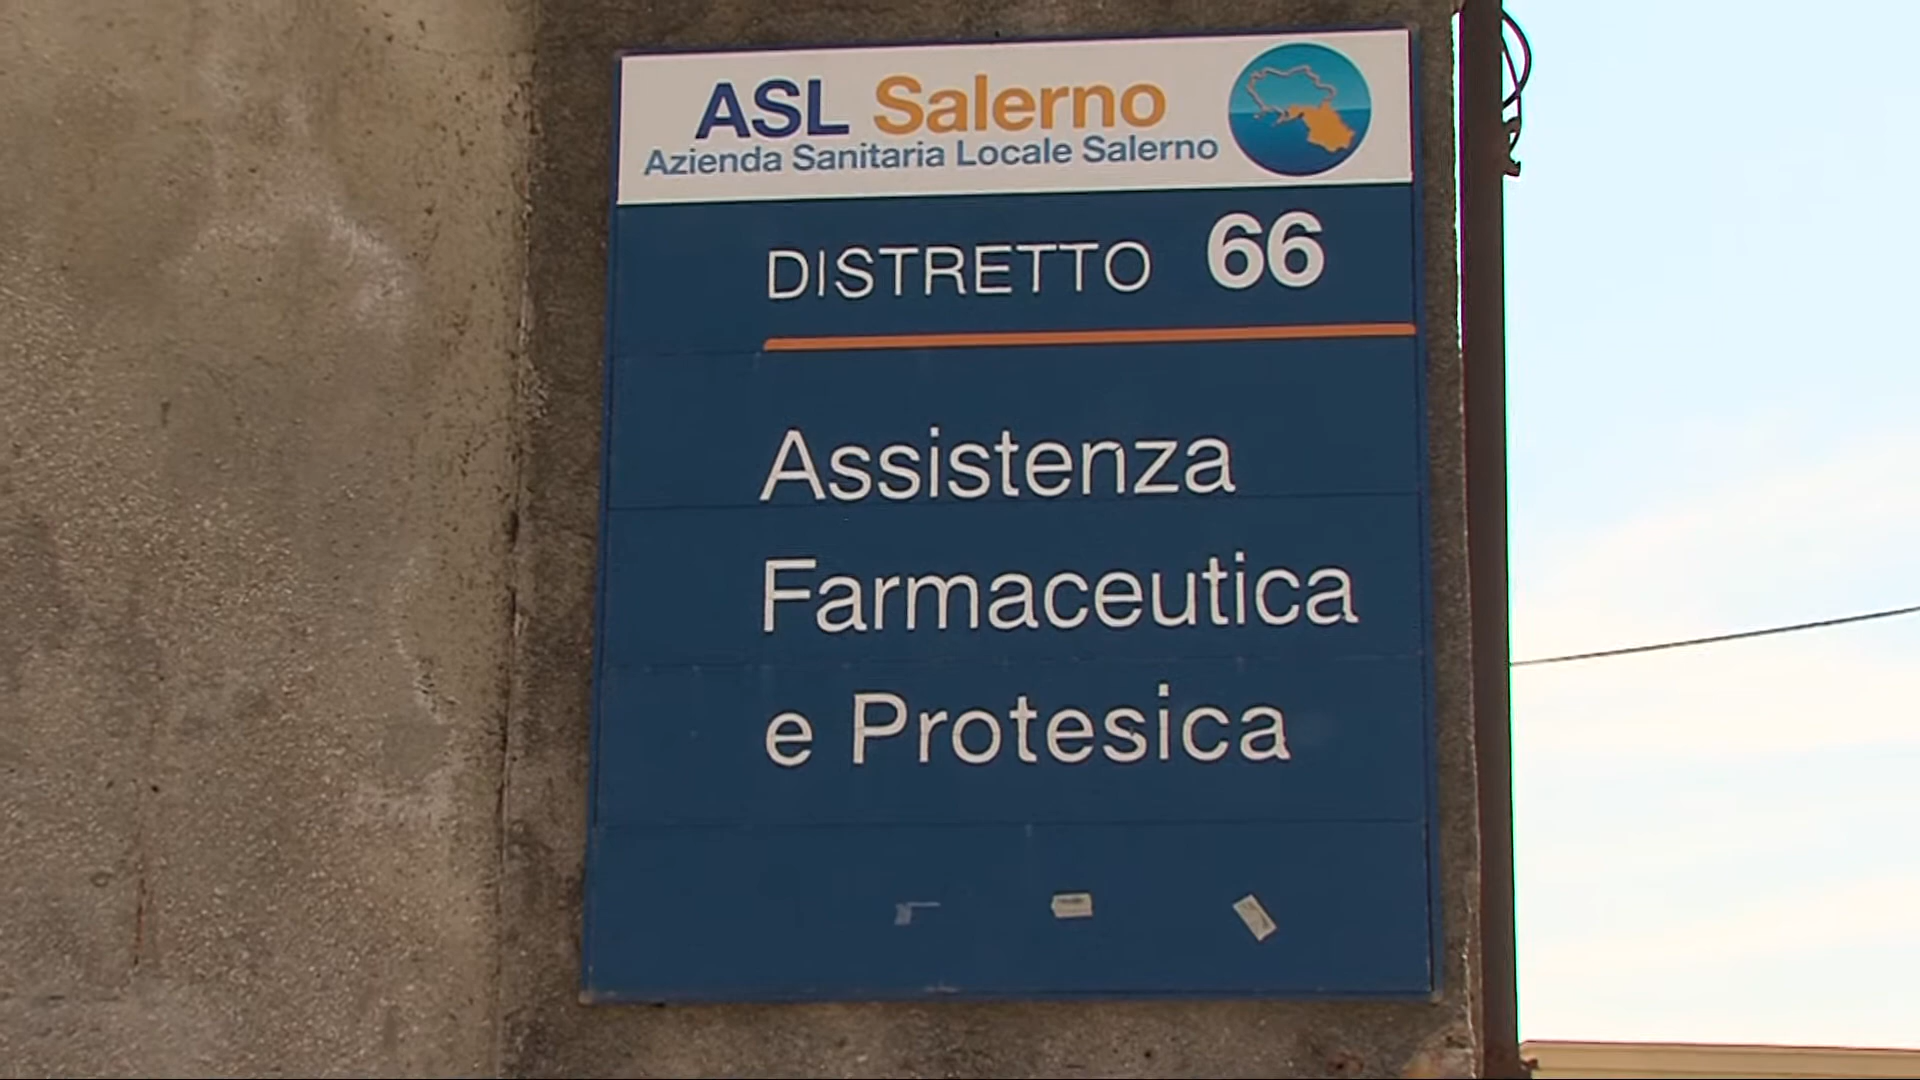 ASL Salerno
Azienda Sanitaria Locale Salerno
DISTRETTO 66
Assistenza
Farmaceutica
e Protesica